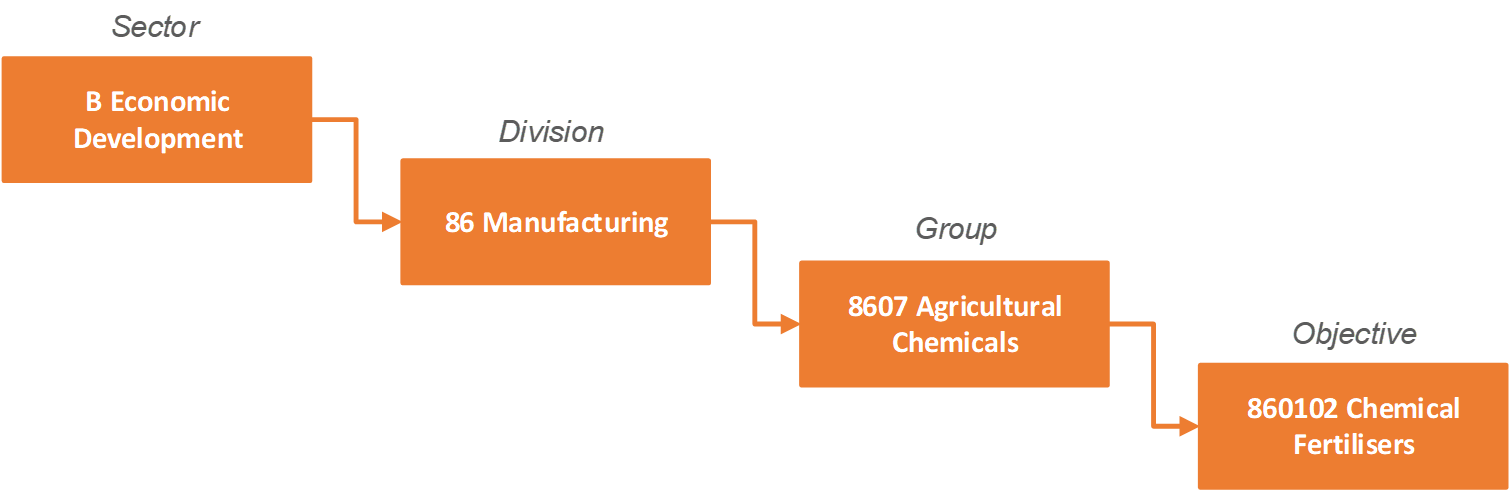 Sector
B Economic
Development
Division
86 Manufacturing
Group
8607 Agricultural
Chemicals
Objective
860102 Chemical
Fertilisers